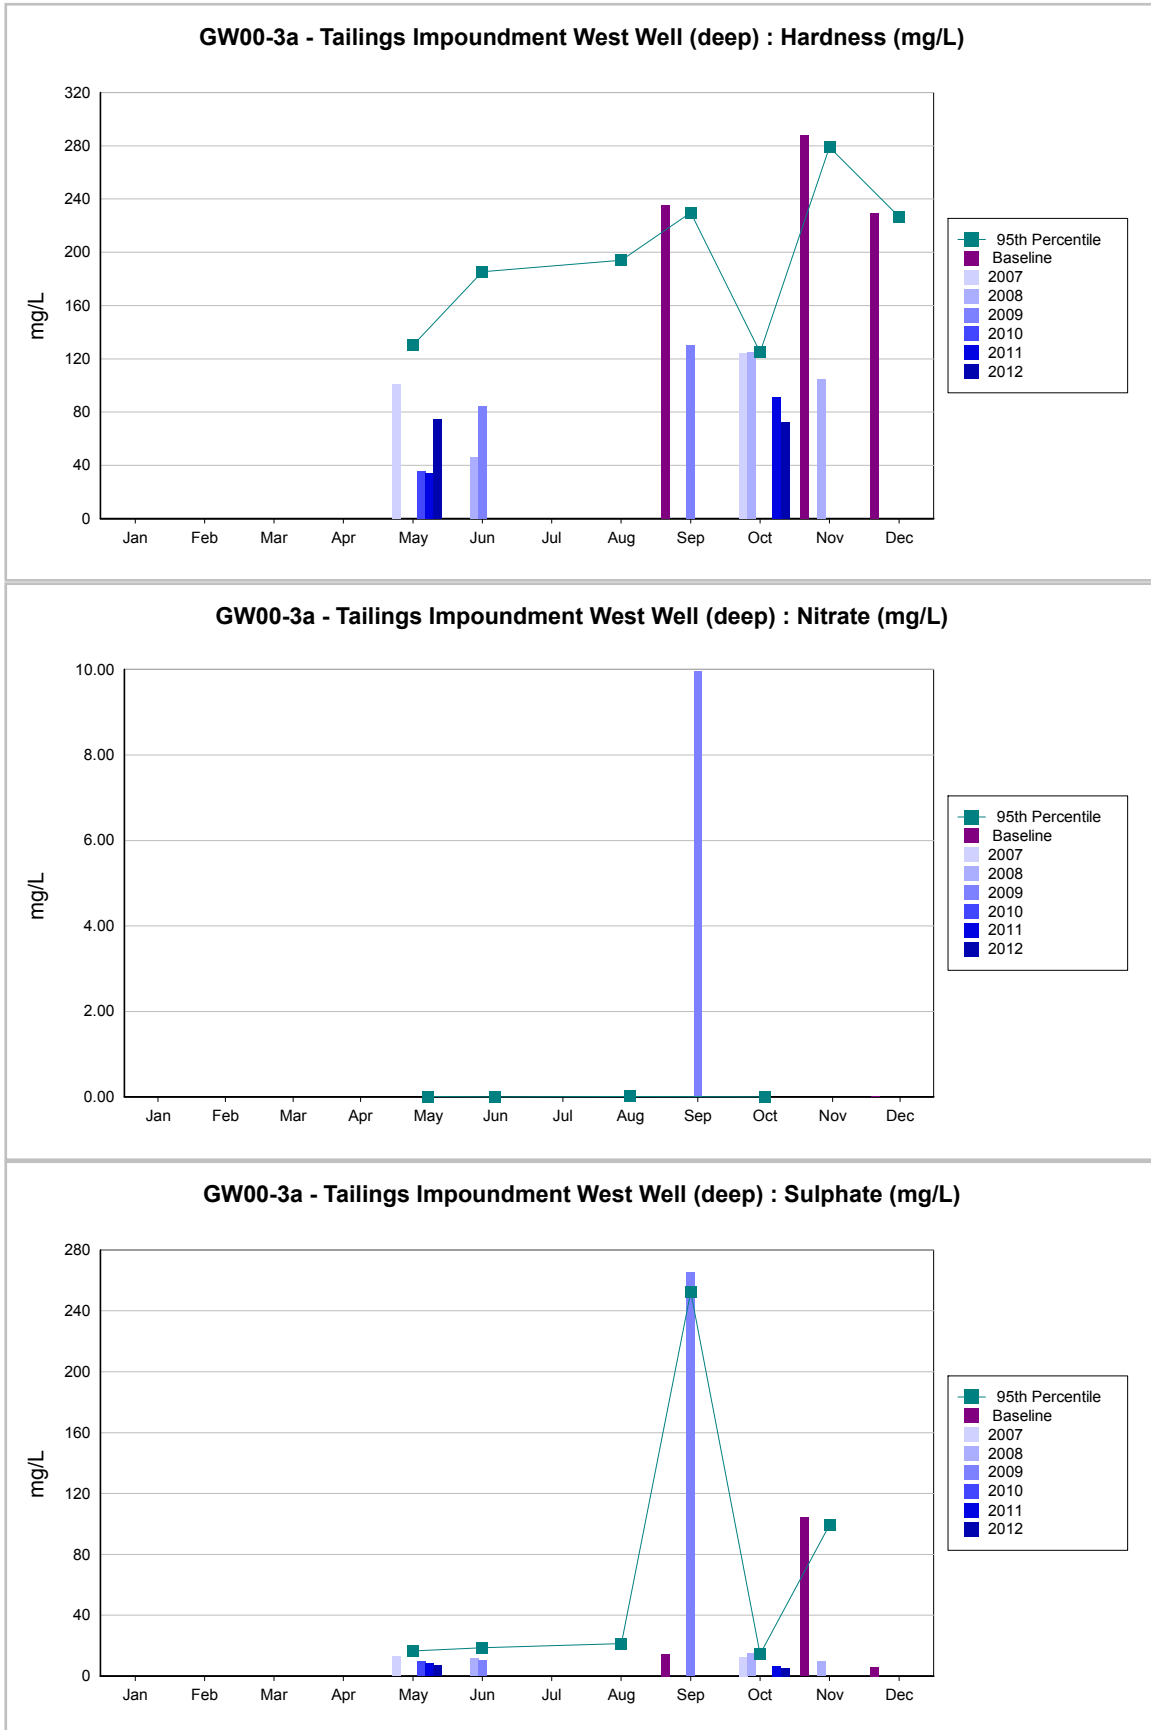 GW00-3a - Tailings Impoundment West Well (deep) : Hardness (mg/L)
320
280
240
200
160
120
80
40
0
mg/L
Jan Feb Mar Apr May Jun Jul Aug Sep Oct Nov Dec
95th Percentile
Baseline
2007
2008
2009
2010
2011
2012
GW00-3a - Tailings Impoundment West Well (deep) : Nitrate (mg/L)
10.00
8.00
6.00
4.00
2.00
0.00
mg/L
Jan Feb Mar Apr May Jun Jul Aug Sep Oct Nov Dec
95th Percentile
Baseline
2007
2008
2009
2010
2011
2012
GW00-3a - Tailings Impoundment West Well (deep) : Sulphate (mg/L)
280
240
200
160
120
80
40
0
mg/L
Jan Feb Mar Apr May Jun Jul Aug Sep Oct Nov Dec
95th Percentile
Baseline
2007
2008
2009
2010
2011
2012